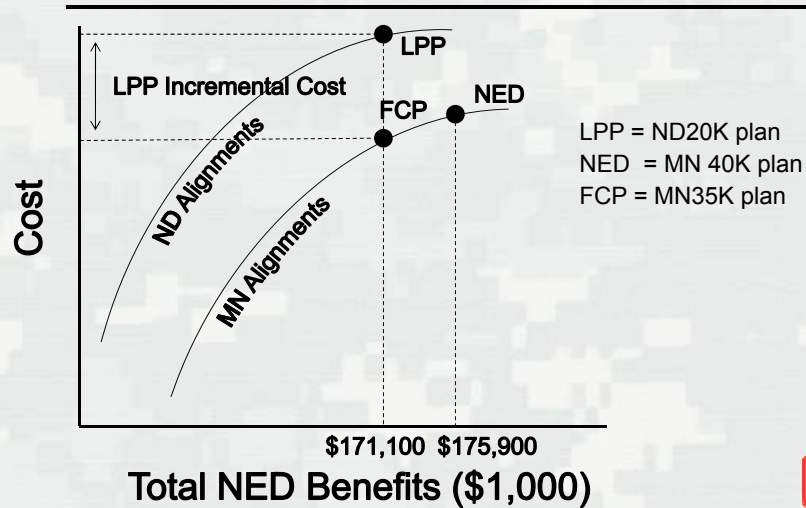 LPP
LPP Incremental Cost
FCP
NED
ND Alignments
MN Alignments
Cost
LPP = ND20K plan
NED = MN 40K plan
FCP = MN35K plan
$171,100 $175,900
Total NED Benefits ($1,000)